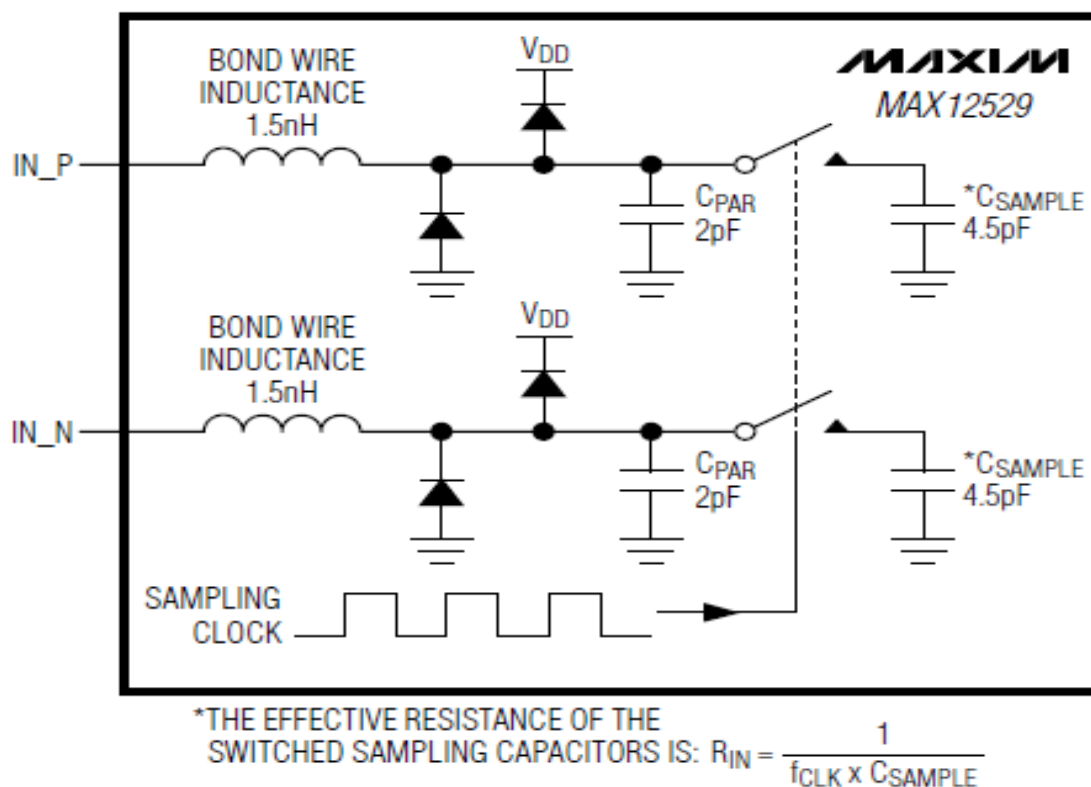 BOND WIRE
INDUCTANCE
1.5nH
VDD
MAXIM
MAX12529
IN_P
CPAR
2pF
*CSAMPLE
4.5pF
BOND WIRE
INDUCTANCE
1.5nH
VDD
IN_N
CPAR
2pF
*CSAMPLE
4.5pF
SAMPLING
CLOCK
*THE EFFECTIVE RESISTANCE OF THE
SWITCHED SAMPLING CAPACITORS IS: RIN = 1
fCLK x CSAMPLE